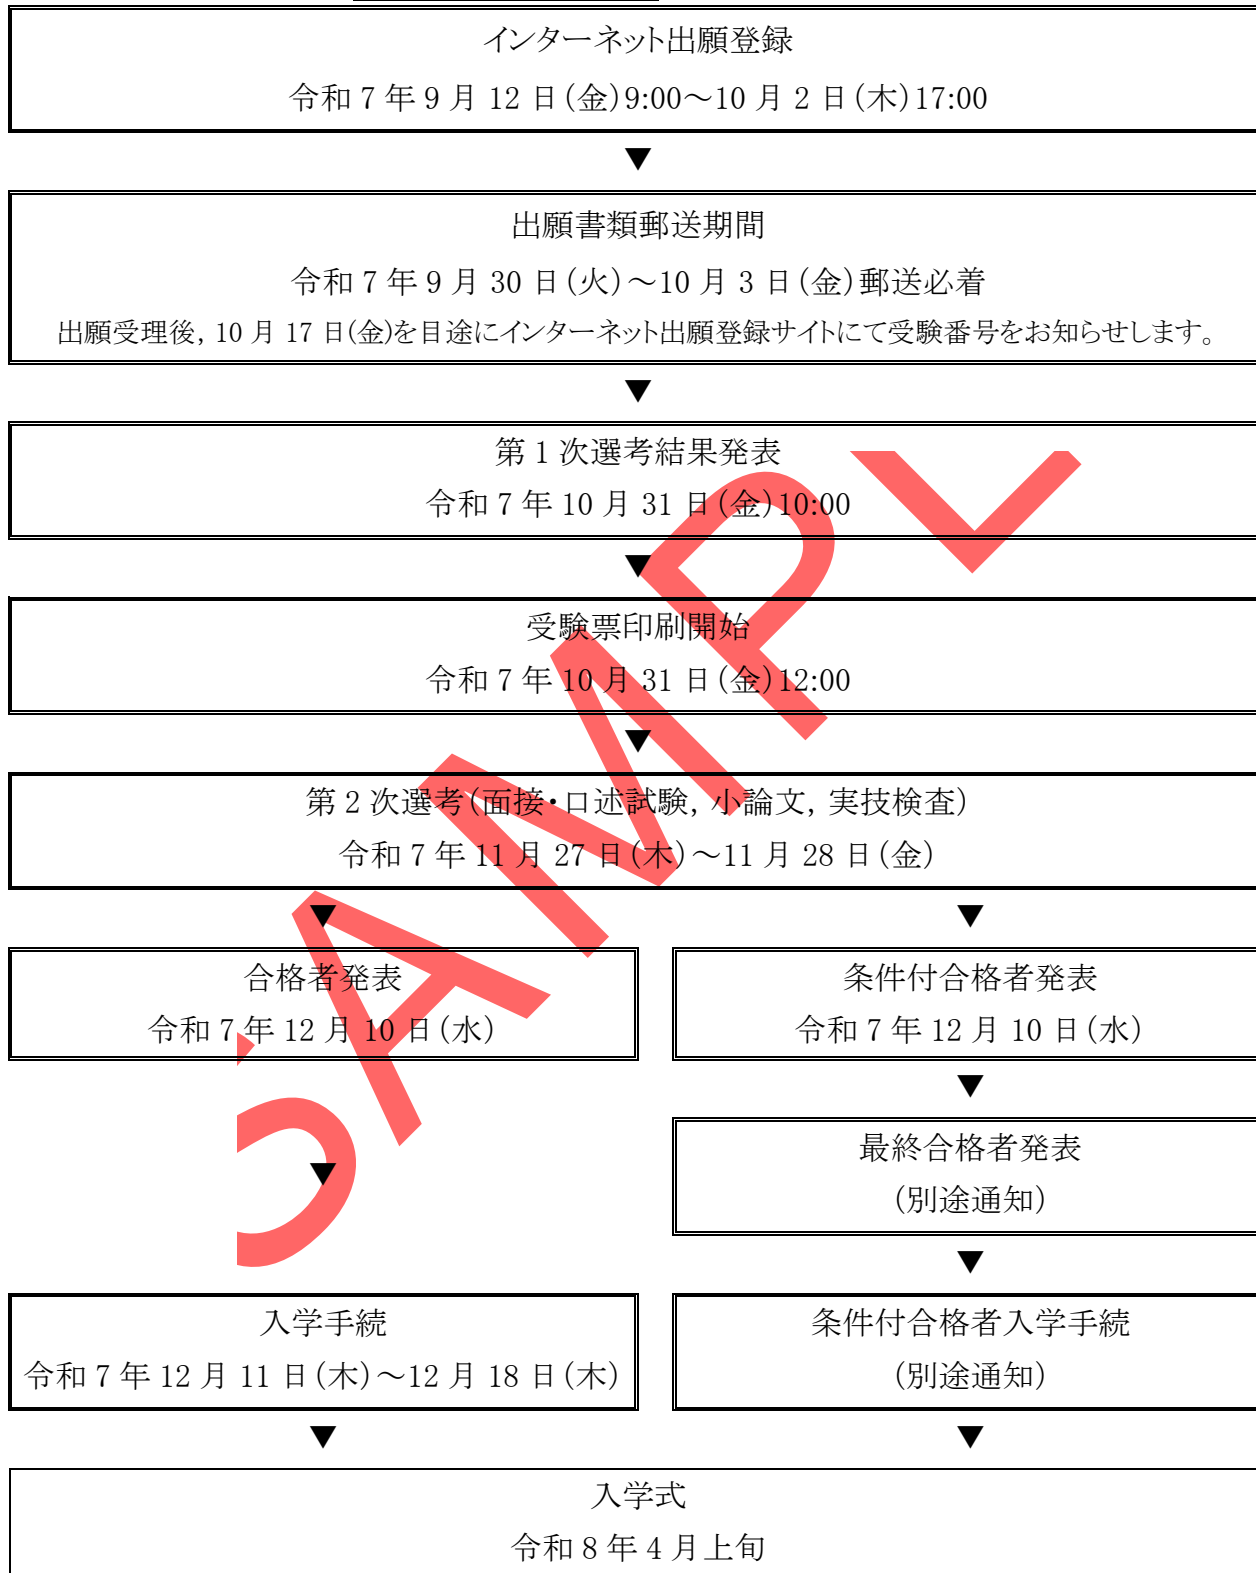 インターネット出願登録
令和 7 年 9 月 12 日(金)9:00～10 月 2 日(木)17:00
▼
出願書類郵送期間
令和 7 年 9 月 30 日(火)～10 月 3 日(金)郵送必着
出願受理後, 10 月 17 日(金)を目途にインターネット出願登録サイトにて受験番号をお知らせします。
▼
第 1 次選考結果発表
令和 7 年 10 月 31 日(金)10:00
▼
受験票印刷開始
令和 7 年 10 月 31 日(金)12:00
▼
第 2 次選考(面接・口述試験, 小論文, 実技検査)
令和 7 年 11 月 27 日(木)～11 月 28 日(金)
▼ ▼
合格者発表
令和 7 年 12 月 10 日(水)
条件付合格者発表
令和 7 年 12 月 10 日(水)
▼
最終合格者発表
(別途通知)
▼
▼
入学手続
令和 7 年 12 月 11 日(木)～12 月 18 日(木)
条件付合格者入学手続
(別途通知)
▼ ▼
入学式
令和 8 年 4 月上旬
SAMPL